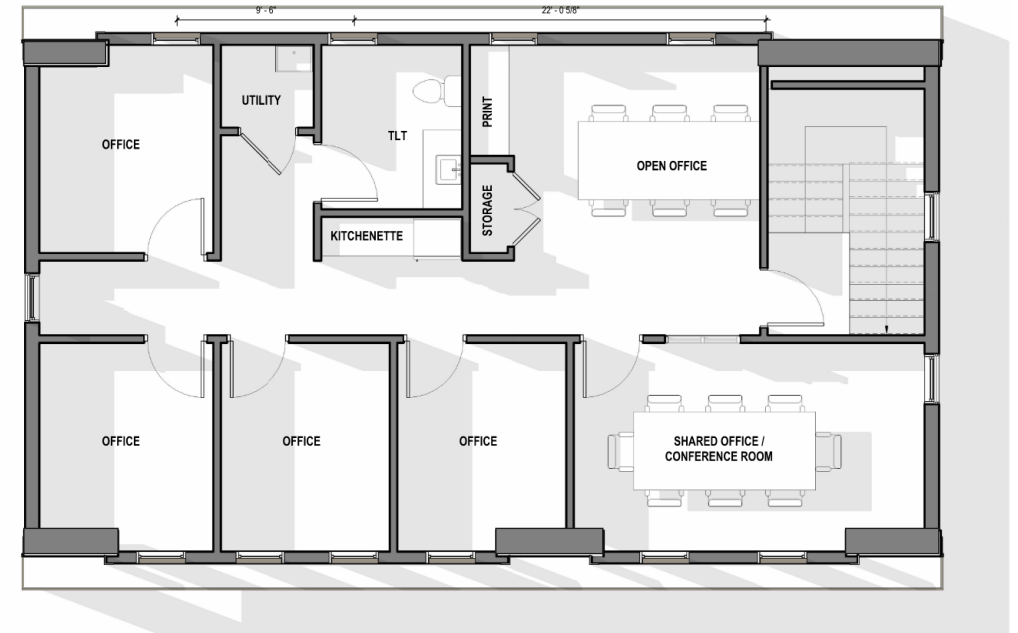 9' - 6"
22' - 0 5/8"
UTILITY
OFFICE
TLT
PRINT
OPEN OFFICE
STORAGE
KITCHENETTE
OFFICE
OFFICE
OFFICE
SHARED OFFICE /
CONFERENCE ROOM